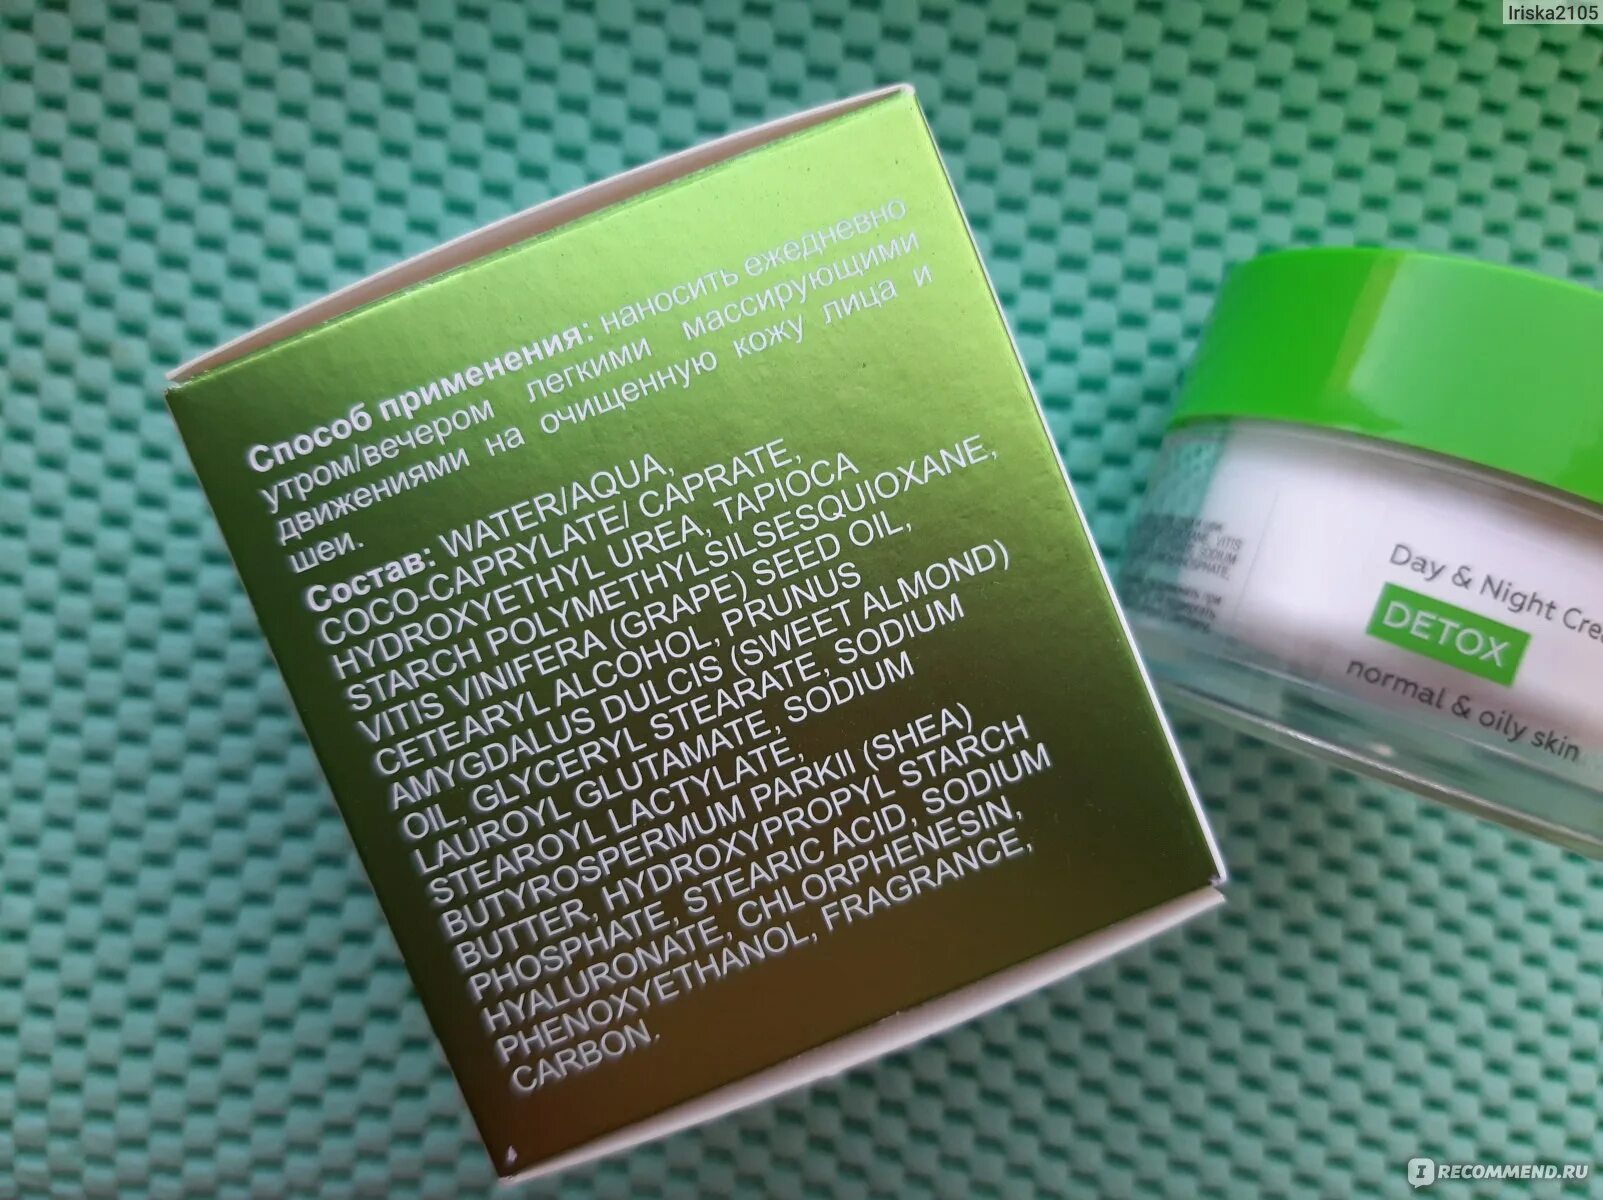 Iriska2105
Способ применения: наносить ежедневно
утром/вечером легкими массирующими
движениями на очищенную кожу лица и
шеи.
Состав: WATER/AQUA,
COCO-CAPRYLATE/ CAPRATE,
HYDROXYETHYL UREA, TAPIOCA
STARCH POLYMETHYLSILSESQUIOXANE,
VITIS VINIFERA (GRAPE) SEED OIL,
CETEARYL ALCOHOL, PRUNUS
AMYGDALUS DULCIS (SWEET ALMOND)
OIL, GLYCERYL STEARATE, SODIUM
LAUROYL GLUTAMATE, SODIUM
STEAROYL LACTYLATE,
BUTYROSPERMUM PARKII (SHEA)
BUTTER, HYDROXYPROPYL STARCH
PHOSPHATE, STEARIC ACID, SODIUM
HYALURONATE, CHLORPHENESIN,
PHENOXYETHANOL, FRAGRANCE,
CARBON.
Day & Night
DETOX
normal & oily skin
IRECOMMEND.RU